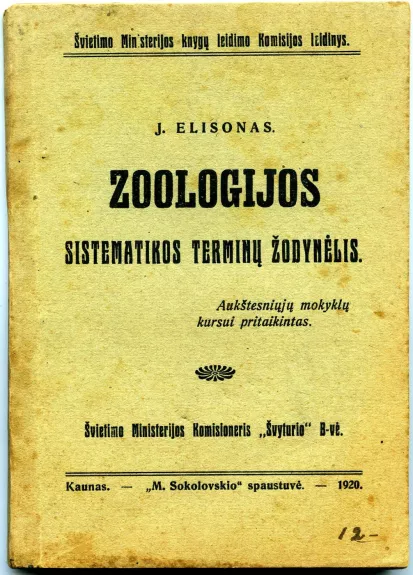 Švietimo Ministerijos knygų leidimo Komisijos leidinys.
J. ELISONAS.
ZOOLOGIJOS
SISTEMATIKOS TERMINŲ ŽODYNĖLIS.
Aukštesniųjų mokyklų
kursui pritaikintas.
Švietimo Ministerijos Komisioneris „Švyturio" B-vė.
Kaunas. — „M. Sokolovskio" spaustuvė. — 1920.
12-